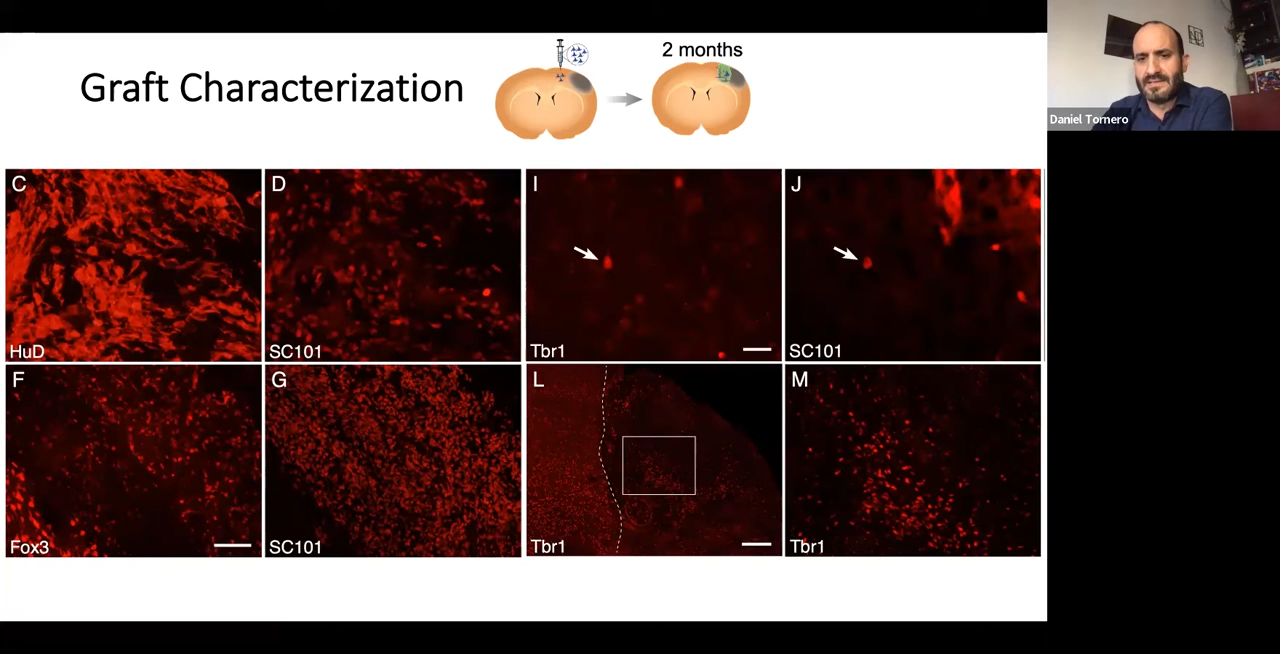 Graft Characterization
2 months
Daniel Tornero
C
HuD
D
SC101
I
Tbr1
J
SC101
F
Fox3
G
SC101
L
Tbr1
M
Tbr1